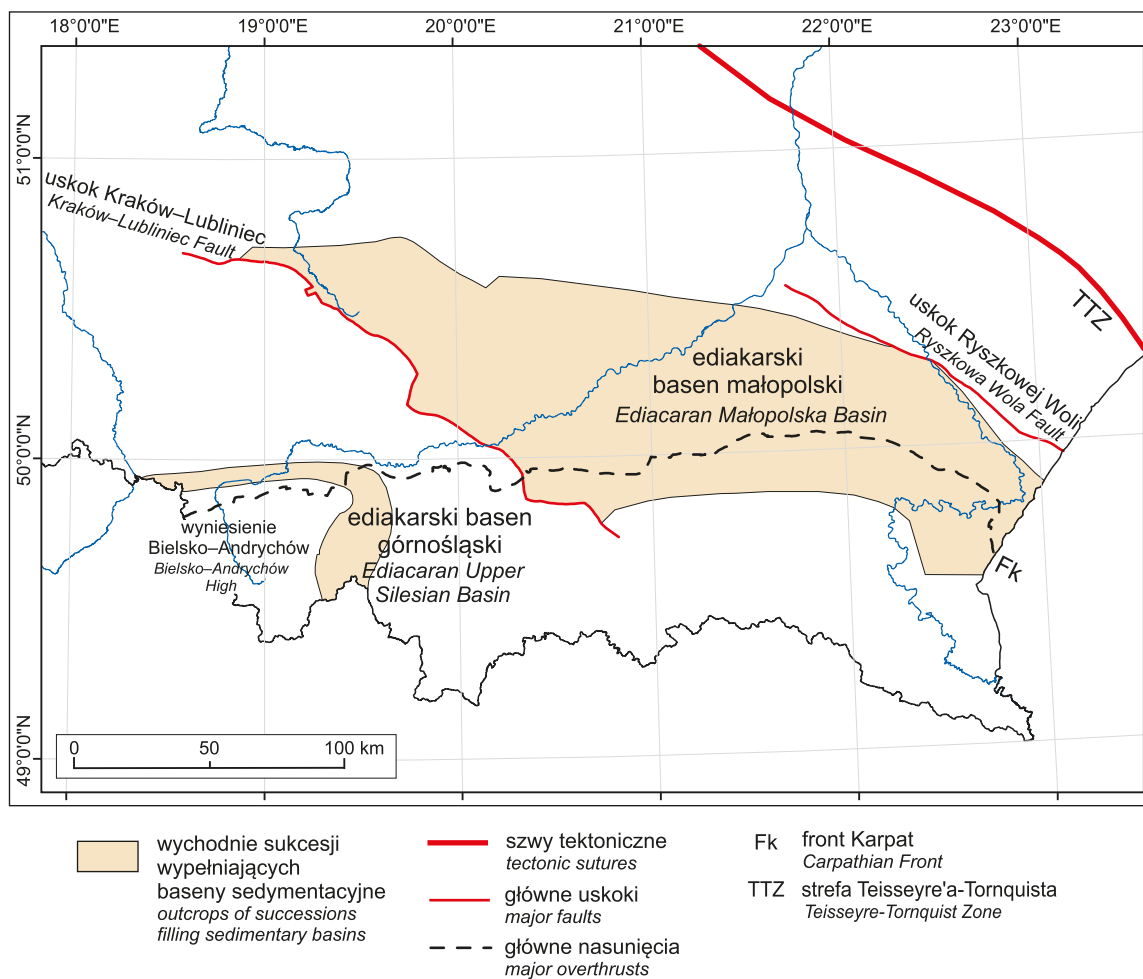 18°0'0"E
19°0'0"E
20°0'0"E
21°0'0"E
22°0'0"E
23°0'0"E
51°0'0"N
50°0'0"N
49°0'0"N
uskok Kraków–Lubliniec
Kraków–Lubliniec Fault
TTZ
uskok Ryszkowej Woli
Ryszkowa Wola Fault
ediakarski
basen małopolski
Ediacaran Małopolska Basin
wyniesienie
Bielsko–Andrychów
Bielsko–Andrychów
High
ediakarski basen
górnośląski
Ediacaran Upper
Silesian Basin
Fk
0 50 100 km
wychodnie sukcesji
wypełniających
baseny sedymentacyjne
outcrops of successions
filling sedimentary basins
szwy tektoniczne
tectonic sutures
główne uskoki
major faults
główne nasunięcia
major overthrusts
Fk front Karpat
Carpathian Front
TTZ strefa Teisseyre'a-Tornquista
Teisseyre-Tornquist Zone